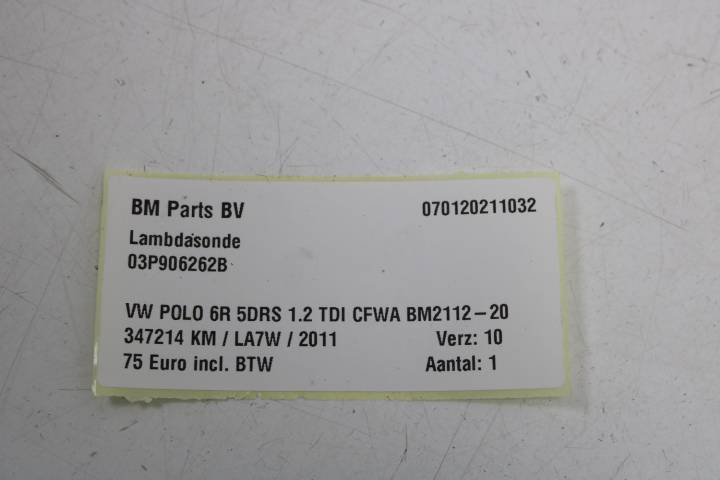 BM Parts BV 070120211032
Lambdasonde
03P906262B
VW POLO 6R 5DRS 1.2 TDI CFWA BM2112-20
347214 KM / LA7W / 2011 Verz: 10
75 Euro incl. BTW Aantal: 1